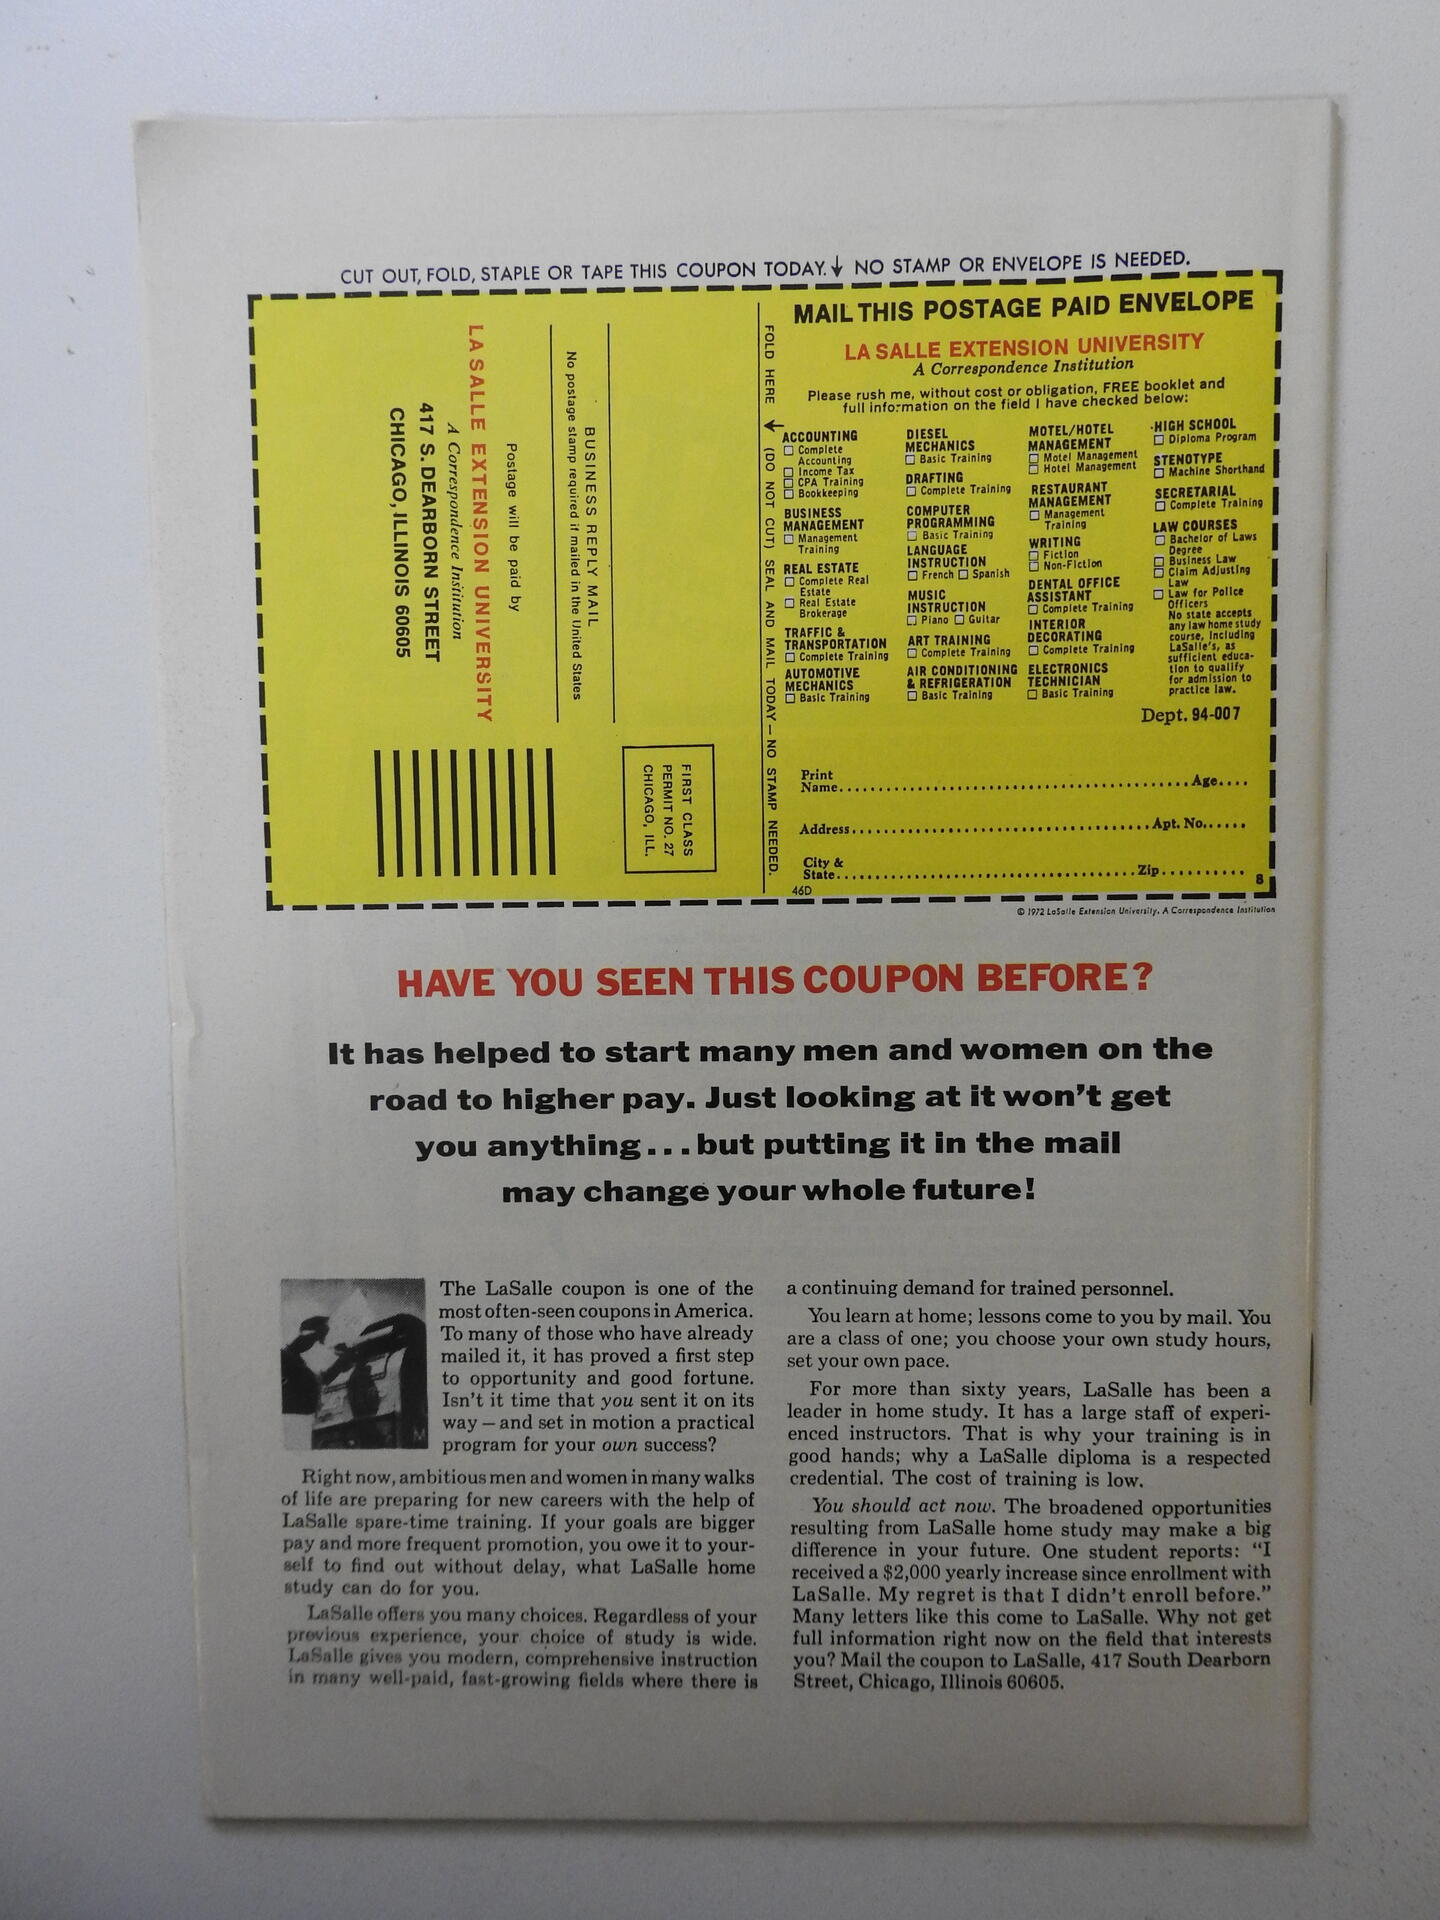 CUT OUT, FOLD, STAPLE OR TAPE THIS COUPON TODAY. ↓ NO STAMP OR ENVELOPE IS NEEDED.
LA SALLE EXTENSION UNIVERSITY
A Correspondence Institution
417 S. DEARBORN STREET
CHICAGO, ILLINOIS 60605
Postage will be paid by
No postage stamp required if mailed in the United States
BUSINESS REPLY MAIL
FIRST CLASS
PERMIT NO. 27
CHICAGO, ILL.
FOLD HERE ↓ (DO NOT CUT) SEAL AND MAIL TODAY — NO STAMP NEEDED.
MAIL THIS POSTAGE PAID ENVELOPE
LA SALLE EXTENSION UNIVERSITY
A Correspondence Institution
Please rush me, without cost or obligation, FREE booklet and
full information on the field I have checked below:
ACCOUNTING
□ Complete
Accounting
□ Income Tax
□ CPA Training
□ Bookkeeping
BUSINESS
MANAGEMENT
□ Management
Training
REAL ESTATE
□ Complete Real
Estate
□ Real Estate
Brokerage
TRAFFIC &
TRANSPORTATION
□ Complete Training
AUTOMOTIVE
MECHANICS
□ Basic Training
DIESEL
MECHANICS
□ Basic Training
DRAFTING
□ Complete Training
COMPUTER
PROGRAMMING
□ Basic Training
LANGUAGE
INSTRUCTION
□ French □ Spanish
MUSIC
INSTRUCTION
□ Piano □ Guitar
ART TRAINING
□ Complete Training
AIR CONDITIONING
& REFRIGERATION
□ Basic Training
MOTEL/HOTEL
MANAGEMENT
□ Motel Management
□ Hotel Management
RESTAURANT
MANAGEMENT
□ Management
Training
WRITING
□ Fiction
□ Non-Fiction
DENTAL OFFICE
ASSISTANT
□ Complete Training
INTERIOR
DECORATING
□ Complete Training
ELECTRONICS
TECHNICIAN
□ Basic Training
HIGH SCHOOL
□ Diploma Program
STENOTYPE
□ Machine Shorthand
SECRETARIAL
□ Complete Training
LAW COURSES
□ Bachelor of Laws
Degree
□ Business Law
□ Claim Adjusting
Law
□ Law for Police
Officers
No state accepts
any law home study
course, including
LaSalle's, as
sufficient educa-
tion to qualify
for admission to
practice law.
Dept. 94-007
Print
Name........Age....
Address........Apt. No......
City &
State........Zip..........
46D
8
© 1972 LaSalle Extension University, A Correspondence Institution
HAVE YOU SEEN THIS COUPON BEFORE?
It has helped to start many men and women on the
road to higher pay. Just looking at it won't get
you anything...but putting it in the mail
may change your whole future!
The LaSalle coupon is one of the
most often-seen coupons in America.
To many of those who have already
mailed it, it has proved a first step
to opportunity and good fortune.
Isn't it time that you sent it on its
way — and set in motion a practical
program for your own success?
Right now, ambitious men and women in many walks
of life are preparing for new careers with the help of
LaSalle spare-time training. If your goals are bigger
pay and more frequent promotion, you owe it to your-
self to find out without delay, what LaSalle home
study can do for you.
LaSalle offers you many choices. Regardless of your
previous experience, your choice of study is wide.
LaSalle gives you modern, comprehensive instruction
in many well-paid, fast-growing fields where there is
a continuing demand for trained personnel.
You learn at home; lessons come to you by mail. You
are a class of one; you choose your own study hours,
set your own pace.
For more than sixty years, LaSalle has been a
leader in home study. It has a large staff of experi-
enced instructors. That is why your training is in
good hands; why a LaSalle diploma is a respected
credential. The cost of training is low.
You should act now. The broadened opportunities
resulting from LaSalle home study may make a big
difference in your future. One student reports: "I
received a $2,000 yearly increase since enrollment with
LaSalle. My regret is that I didn't enroll before."
Many letters like this come to LaSalle. Why not get
full information right now on the field that interests
you? Mail the coupon to LaSalle, 417 South Dearborn
Street, Chicago, Illinois 60605.